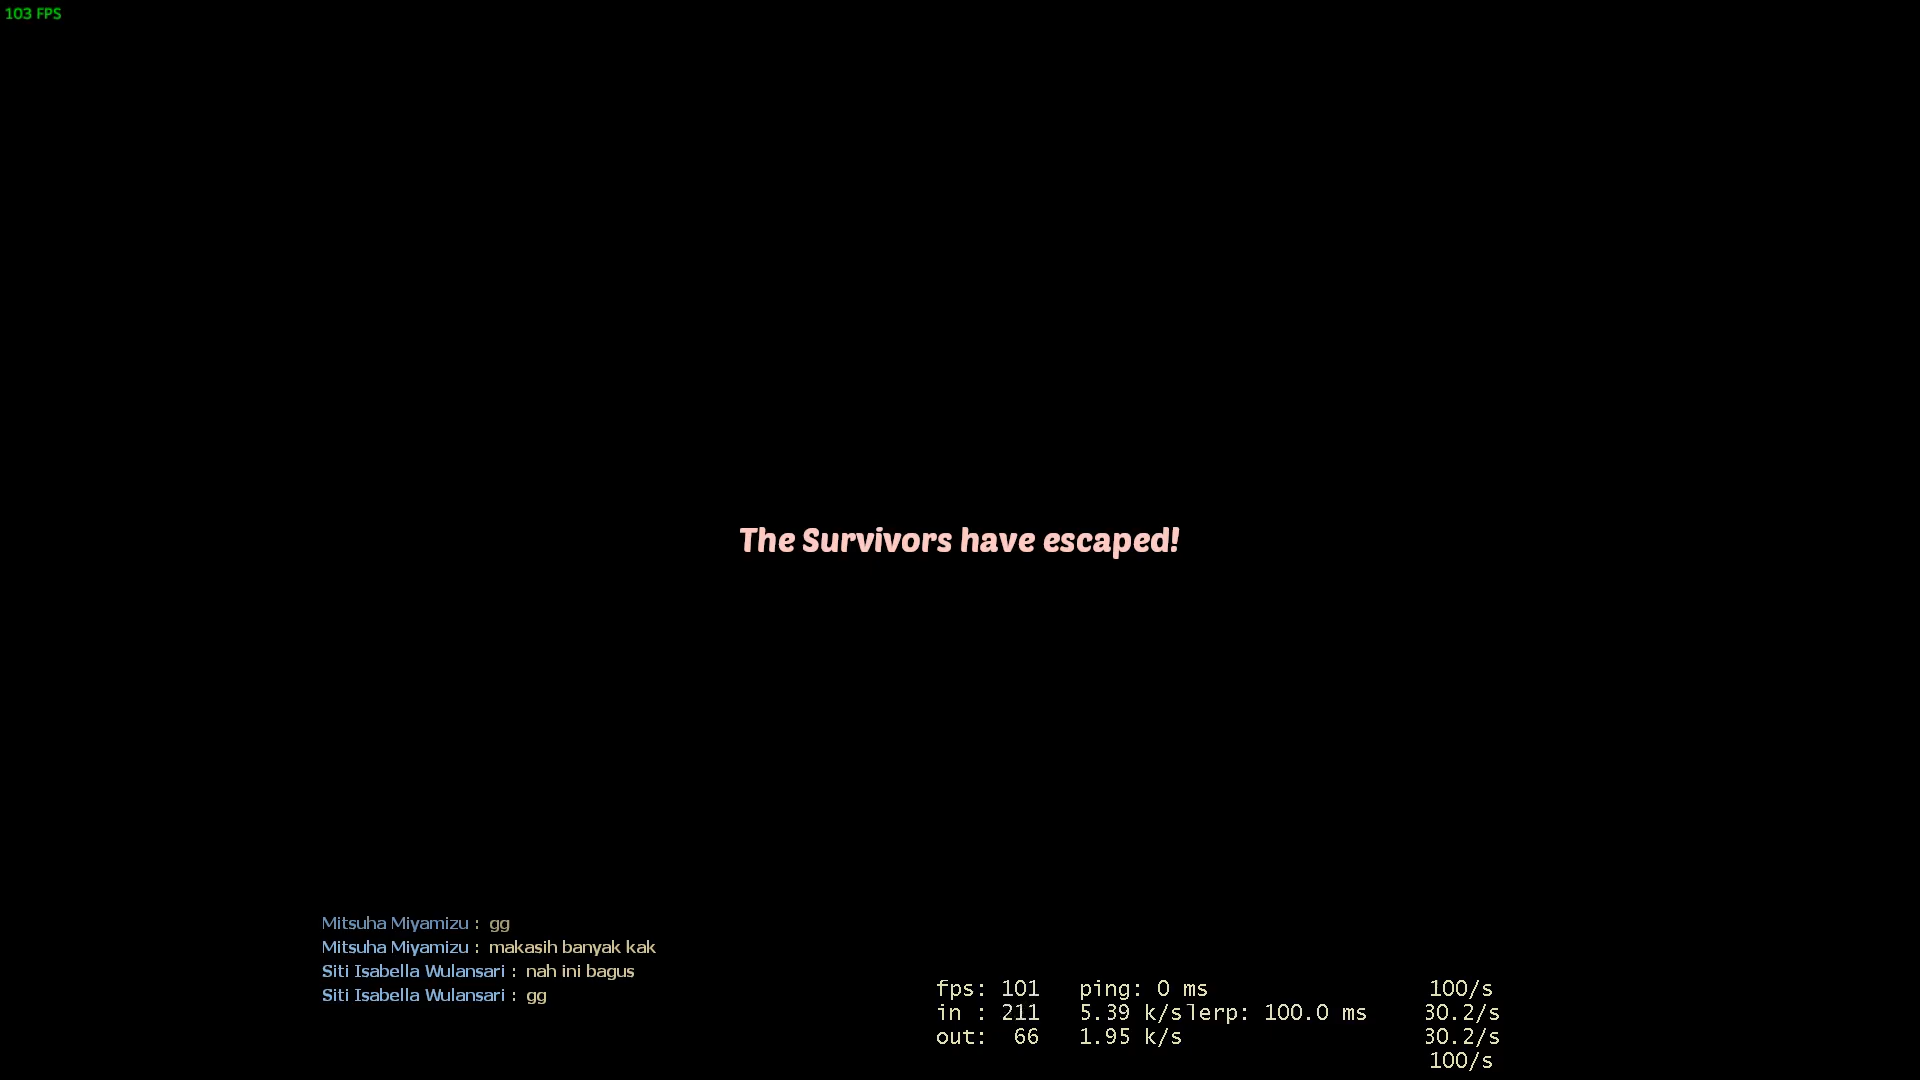 103 FPS
The Survivors have escaped!
Mitsuha Miyamizu : gg
Mitsuha Miyamizu : makasih banyak kak
Siti Isabella Wulansari : nah ini bagus
Siti Isabella Wulansari : gg
fps: 101 ping: 0 ms 100/s
in : 211 5.39 k/s lerp: 100.0 ms 30.2/s
out: 66 1.95 k/s 30.2/s
100/s